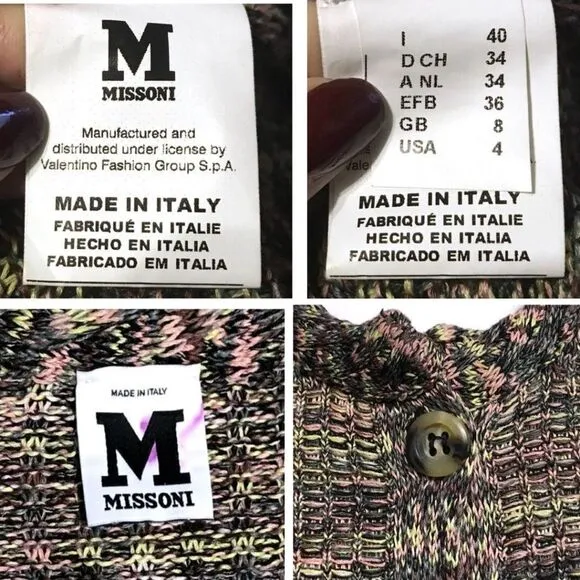 M
MISSONI
Manufactured and
distributed under license by
Valentino Fashion Group S.p.A.
MADE IN ITALY
FABRIQUÉ EN ITALIE
HECHO EN ITALIA
FABRICADO EM ITALIA
I 40
D CH 34
A NL 34
EFB 36
GB 8
USA 4
MADE IN ITALY
FABRIQUÉ EN ITALIE
HECHO EN ITALIA
FABRICADO EM ITALIA
MADE IN ITALY
M
MISSONI